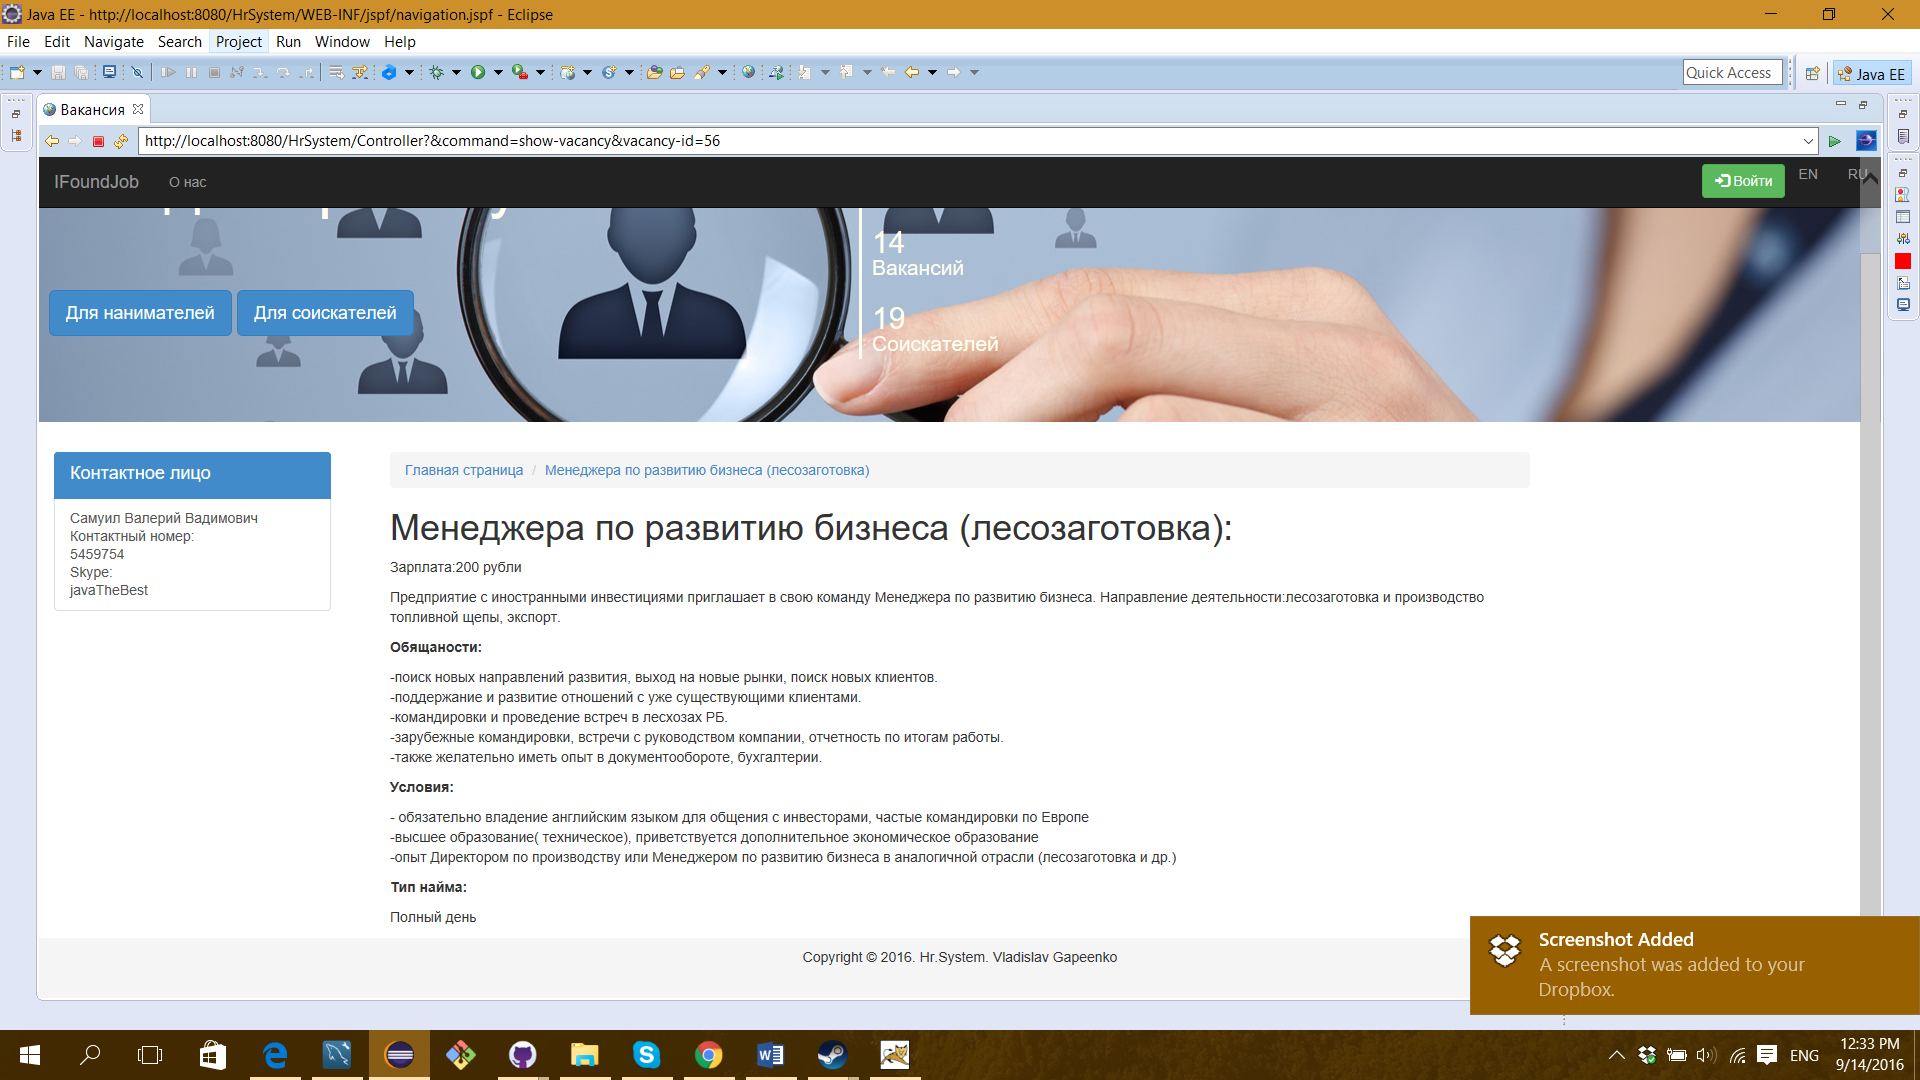 Java EE - http://localhost:8080/HrSystem/WEB-INF/jspf/navigation.jspf - Eclipse
File Edit Navigate Search Project Run Window Help
Quick Access
Java EE
Вакансия
http://localhost:8080/HrSystem/Controller?&command=show-vacancy&vacancy-id=56
IFoundJob О нас Войти EN RU
14
Вакансий
Для нанимателей Для соискателей
19
Соискателей
Контактное лицо
Самуил Валерий Вадимович
Контактный номер:
5459754
Skype:
javaTheBest
Главная страница / Менеджера по развитию бизнеса (лесозаготовка)
Менеджера по развитию бизнеса (лесозаготовка):
Зарплата:200 рубли
Предприятие с иностранными инвестициями приглашает в свою команду Менеджера по развитию бизнеса. Направление деятельности:лесозаготовка и производство
топливной щепы, экспорт.
Обящаности:
-поиск новых направлений развития, выход на новые рынки, поиск новых клиентов.
-поддержание и развитие отношений с уже существующими клиентами.
-командировки и проведение встреч в лесхозах РБ.
-зарубежные командировки, встречи с руководством компании, отчетность по итогам работы.
-также желательно иметь опыт в документообороте, бухгалтерии.
Условия:
- обязательно владение английским языком для общения с инвесторами, частые командировки по Европе
-высшее образование( техническое), приветствуется дополнительное экономическое образование
-опыт Директором по производству или Менеджером по развитию бизнеса в аналогичной отрасли (лесозаготовка и др.)
Тип найма:
Полный день
Copyright © 2016. Hr.System. Vladislav Gapeenko
Screenshot Added
A screenshot was added to your
Dropbox.
ENG
12:33 PM
9/14/2016